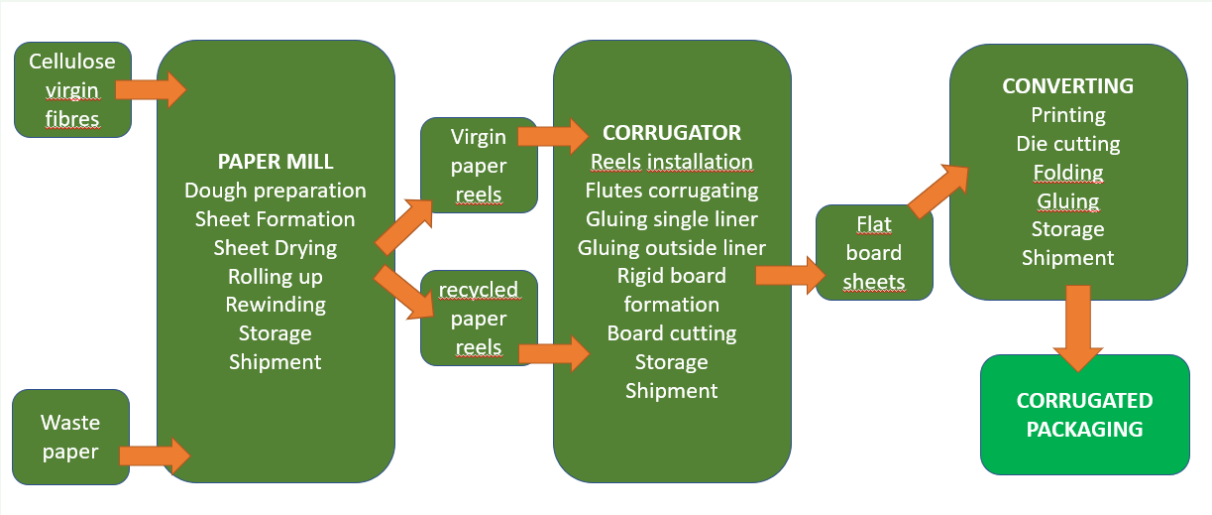 Cellulose
virgin
fibres
Waste
paper
PAPER MILL
Dough preparation
Sheet Formation
Sheet Drying
Rolling up
Rewinding
Storage
Shipment
Virgin
paper
reels
recycled
paper
reels
CORRUGATOR
Reels installation
Flutes corrugating
Gluing single liner
Gluing outside liner
Rigid board
formation
Board cutting
Storage
Shipment
Flat
board
sheets
CONVERTING
Printing
Die cutting
Folding
Gluing
Storage
Shipment
CORRUGATED
PACKAGING